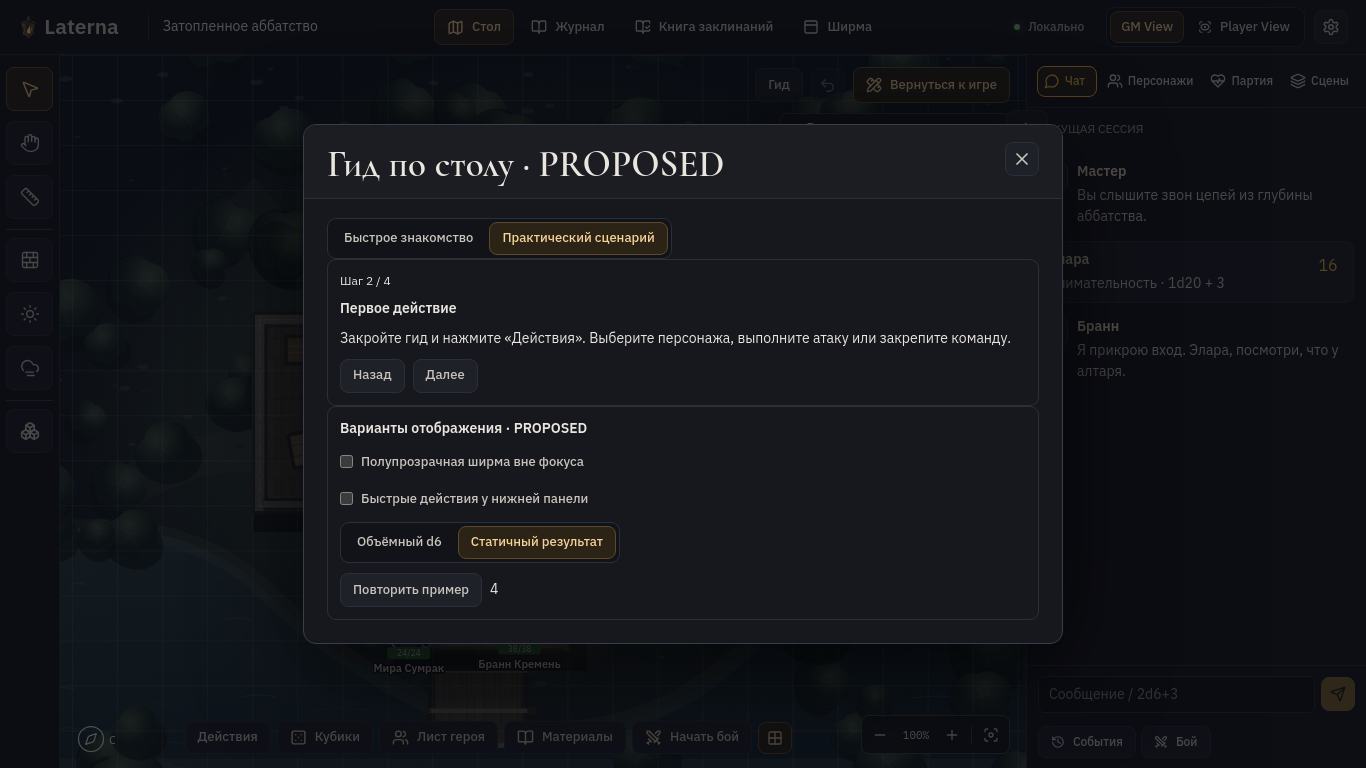 Laterna
Затопленное аббатство
Стол
Журнал
Книга заклинаний
Ширма
Локально
GM View
Player View
Гид
Вернуться к игре
Чат
Персонажи
Партия
Сцены
СЕССИЯ
Мастер
Вы слышите звон цепей из глубины
аббатства.
16
· 1d20 + 3
Бранн
Я прикрою вход. Элара, посмотри, что у
алтаря.
Гид по столу · PROPOSED
Быстрое знакомство
Практический сценарий
Шаг 2 / 4
Первое действие
Закройте гид и нажмите «Действия». Выберите персонажа, выполните атаку или закрепите команду.
Назад
Далее
Варианты отображения · PROPOSED
Полупрозрачная ширма вне фокуса
Быстрые действия у нижней панели
Объёмный d6
Статичный результат
Повторить пример
4
24/24
38/38
Мира Сумрак
Бранн Кремень
Действия
Кубики
Лист героя
Материалы
Начать бой
100%
Сообщение / 2d6+3
События
Бой